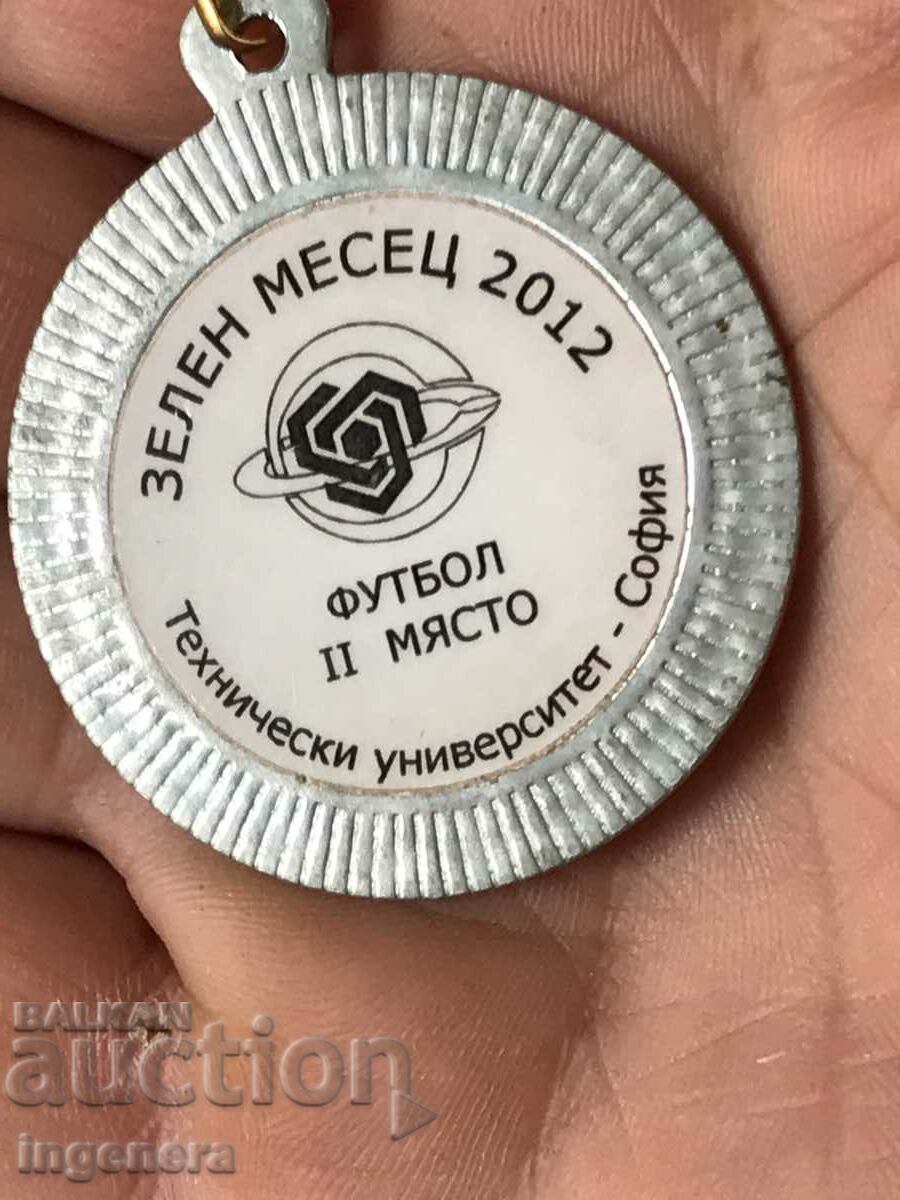 ЗЕЛЕН МЕСЕЦ 2012
ФУТБОЛ
II МЯСТО
Технически университет - София
BALKAN
auction
ingenera